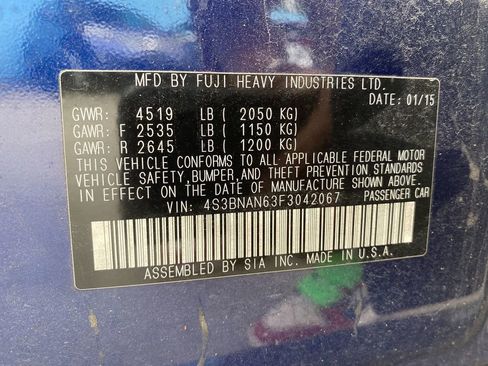 MFD BY FUJI HEAVY INDUSTRIES LTD.
DATE: 01/15
GVWR: 4519 LB ( 2050 KG)
GAWR: F 2535 LB ( 1150 KG)
GAWR: R 2645 LB ( 1200 KG)
THIS VEHICLE CONFORMS TO ALL APPLICABLE FEDERAL MOTOR
VEHICLE SAFETY, BUMPER, AND THEFT PREVENTION STANDARDS
IN EFFECT ON THE DATE OF MANUFACTURE SHOWN ABOVE.
VIN: 4S3BNAN63F3042067 PASSENGER CAR
ASSEMBLED BY SIA INC. MADE IN U.S.A.